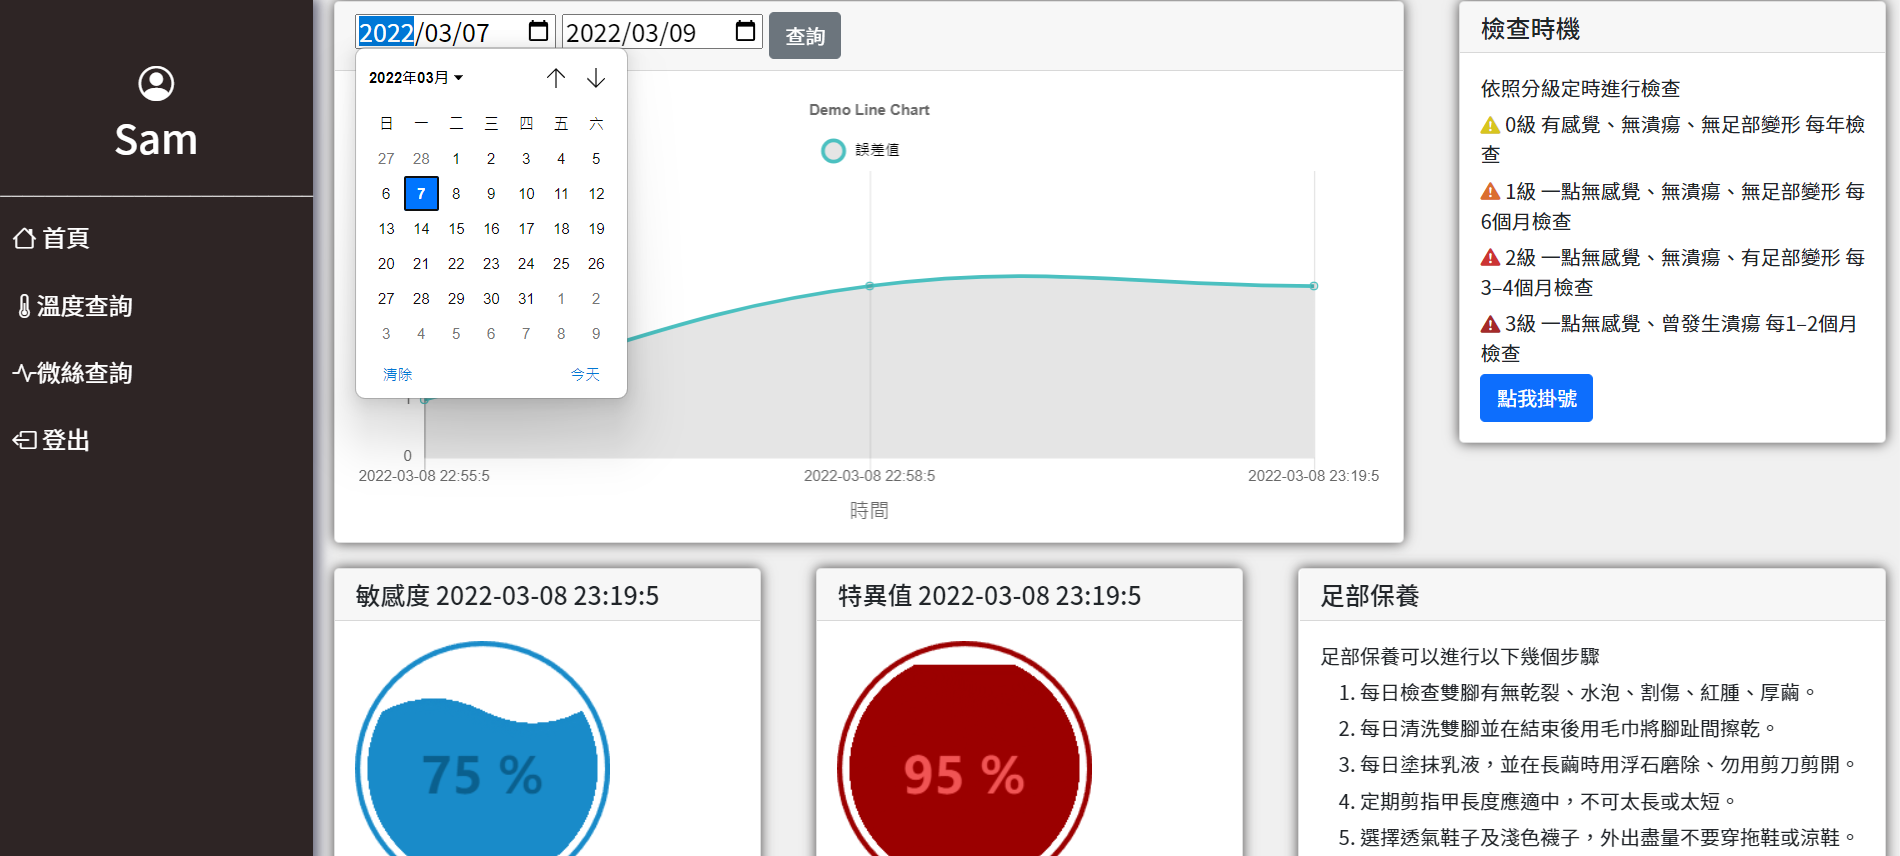 Sam
首頁
溫度查詢
微絲查詢
登出
2022/03/07
2022/03/09
查詢
2022年03月
日 一 二 三 四 五 六
27 28 1 2 3 4 5
6 7 8 9 10 11 12
13 14 15 16 17 18 19
20 21 22 23 24 25 26
27 28 29 30 31 1 2
3 4 5 6 7 8 9
清除 今天
Demo Line Chart
誤差值
0
2022-03-08 22:55:5 2022-03-08 22:58:5 2022-03-08 23:19:5
時間
檢查時機
依照分級定時進行檢查
0級 有感覺、無潰瘍、無足部變形 每年檢
查
1級 一點無感覺、無潰瘍、無足部變形 每
6個月檢查
2級 一點無感覺、無潰瘍、有足部變形 每
3–4個月檢查
3級 一點無感覺、曾發生潰瘍 每1–2個月
檢查
點我掛號
敏感度 2022-03-08 23:19:5
75 %
特異值 2022-03-08 23:19:5
95 %
足部保養
足部保養可以進行以下幾個步驟
1. 每日檢查雙腳有無乾裂、水泡、割傷、紅腫、厚繭。
2. 每日清洗雙腳並在結束後用毛巾將腳趾間擦乾。
3. 每日塗抹乳液，並在長繭時用浮石磨除、勿用剪刀剪開。
4. 定期剪指甲長度應適中，不可太長或太短。
5. 選擇透氣鞋子及淺色襪子，外出盡量不要穿拖鞋或涼鞋。